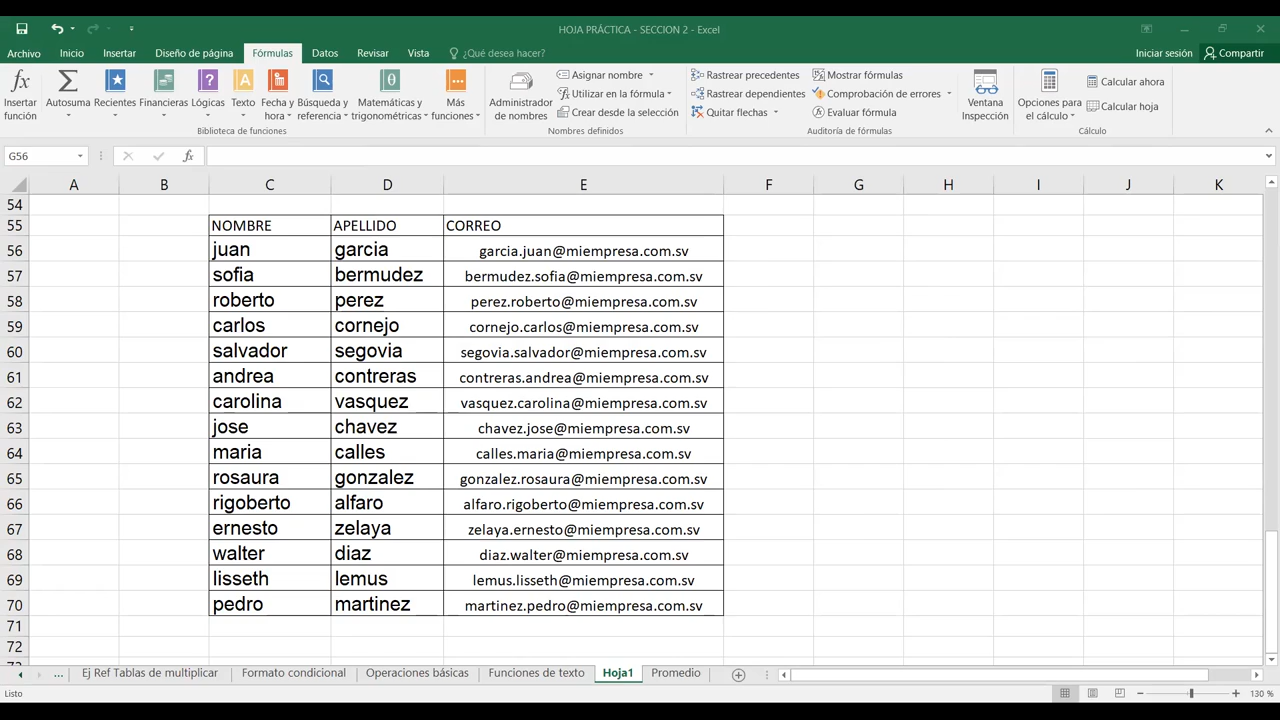 HOJA PRÁCTICA - SECCION 2 - Excel
Archivo Inicio Insertar Diseño de página Fórmulas Datos Revisar Vista ¿Qué desea hacer? Iniciar sesión Compartir
Insertar función
Autosuma
Recientes
Financieras
Lógicas
Texto
Fecha y hora
Búsqueda y referencia
Matemáticas y trigonométricas
Más funciones
Biblioteca de funciones
Administrador de nombres
Asignar nombre
Utilizar en la fórmula
Crear desde la selección
Nombres definidos
Rastrear precedentes
Rastrear dependientes
Quitar flechas
Mostrar fórmulas
Comprobación de errores
Evaluar fórmula
Auditoría de fórmulas
Ventana Inspección
Opciones para el cálculo
Calcular ahora
Calcular hoja
Cálculo
G56 fx
A B C D E F G H I J K
54
55 NOMBRE APELLIDO CORREO
56 juan garcia garcia.juan@miempresa.com.sv
57 sofia bermudez bermudez.sofia@miempresa.com.sv
58 roberto perez perez.roberto@miempresa.com.sv
59 carlos cornejo cornejo.carlos@miempresa.com.sv
60 salvador segovia segovia.salvador@miempresa.com.sv
61 andrea contreras contreras.andrea@miempresa.com.sv
62 carolina vasquez vasquez.carolina@miempresa.com.sv
63 jose chavez chavez.jose@miempresa.com.sv
64 maria calles calles.maria@miempresa.com.sv
65 rosaura gonzalez gonzalez.rosaura@miempresa.com.sv
66 rigoberto alfaro alfaro.rigoberto@miempresa.com.sv
67 ernesto zelaya zelaya.ernesto@miempresa.com.sv
68 walter diaz diaz.walter@miempresa.com.sv
69 lisseth lemus lemus.lisseth@miempresa.com.sv
70 pedro martinez martinez.pedro@miempresa.com.sv
71
72
... Ej Ref Tablas de multiplicar Formato condicional Operaciones básicas Funciones de texto Hoja1 Promedio
Listo 130 %